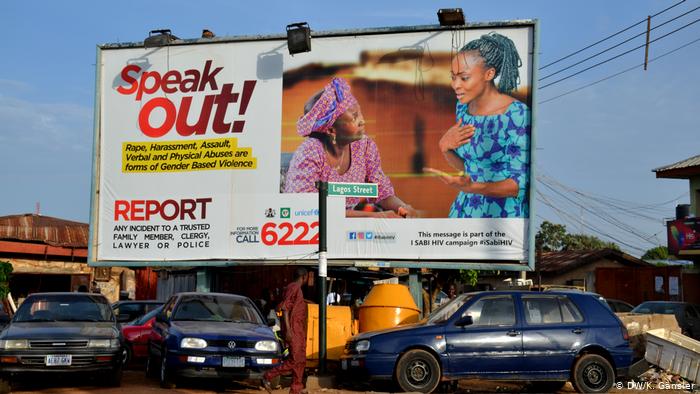 Speak
out!
Rape, Harassment, Assault,
Verbal and Physical Abuses are
forms of Gender Based Violence
REPORT
ANY INCIDENT TO A TRUSTED
FAMILY MEMBER, CLERGY,
LAWYER OR POLICE
unicef
FOR MORE
INFORMATION
CALL 6222
Lagos Street
#ISabiHIV
This message is part of the
I SABI HIV campaign #iSabiHIV
© DW/K. Gänsler